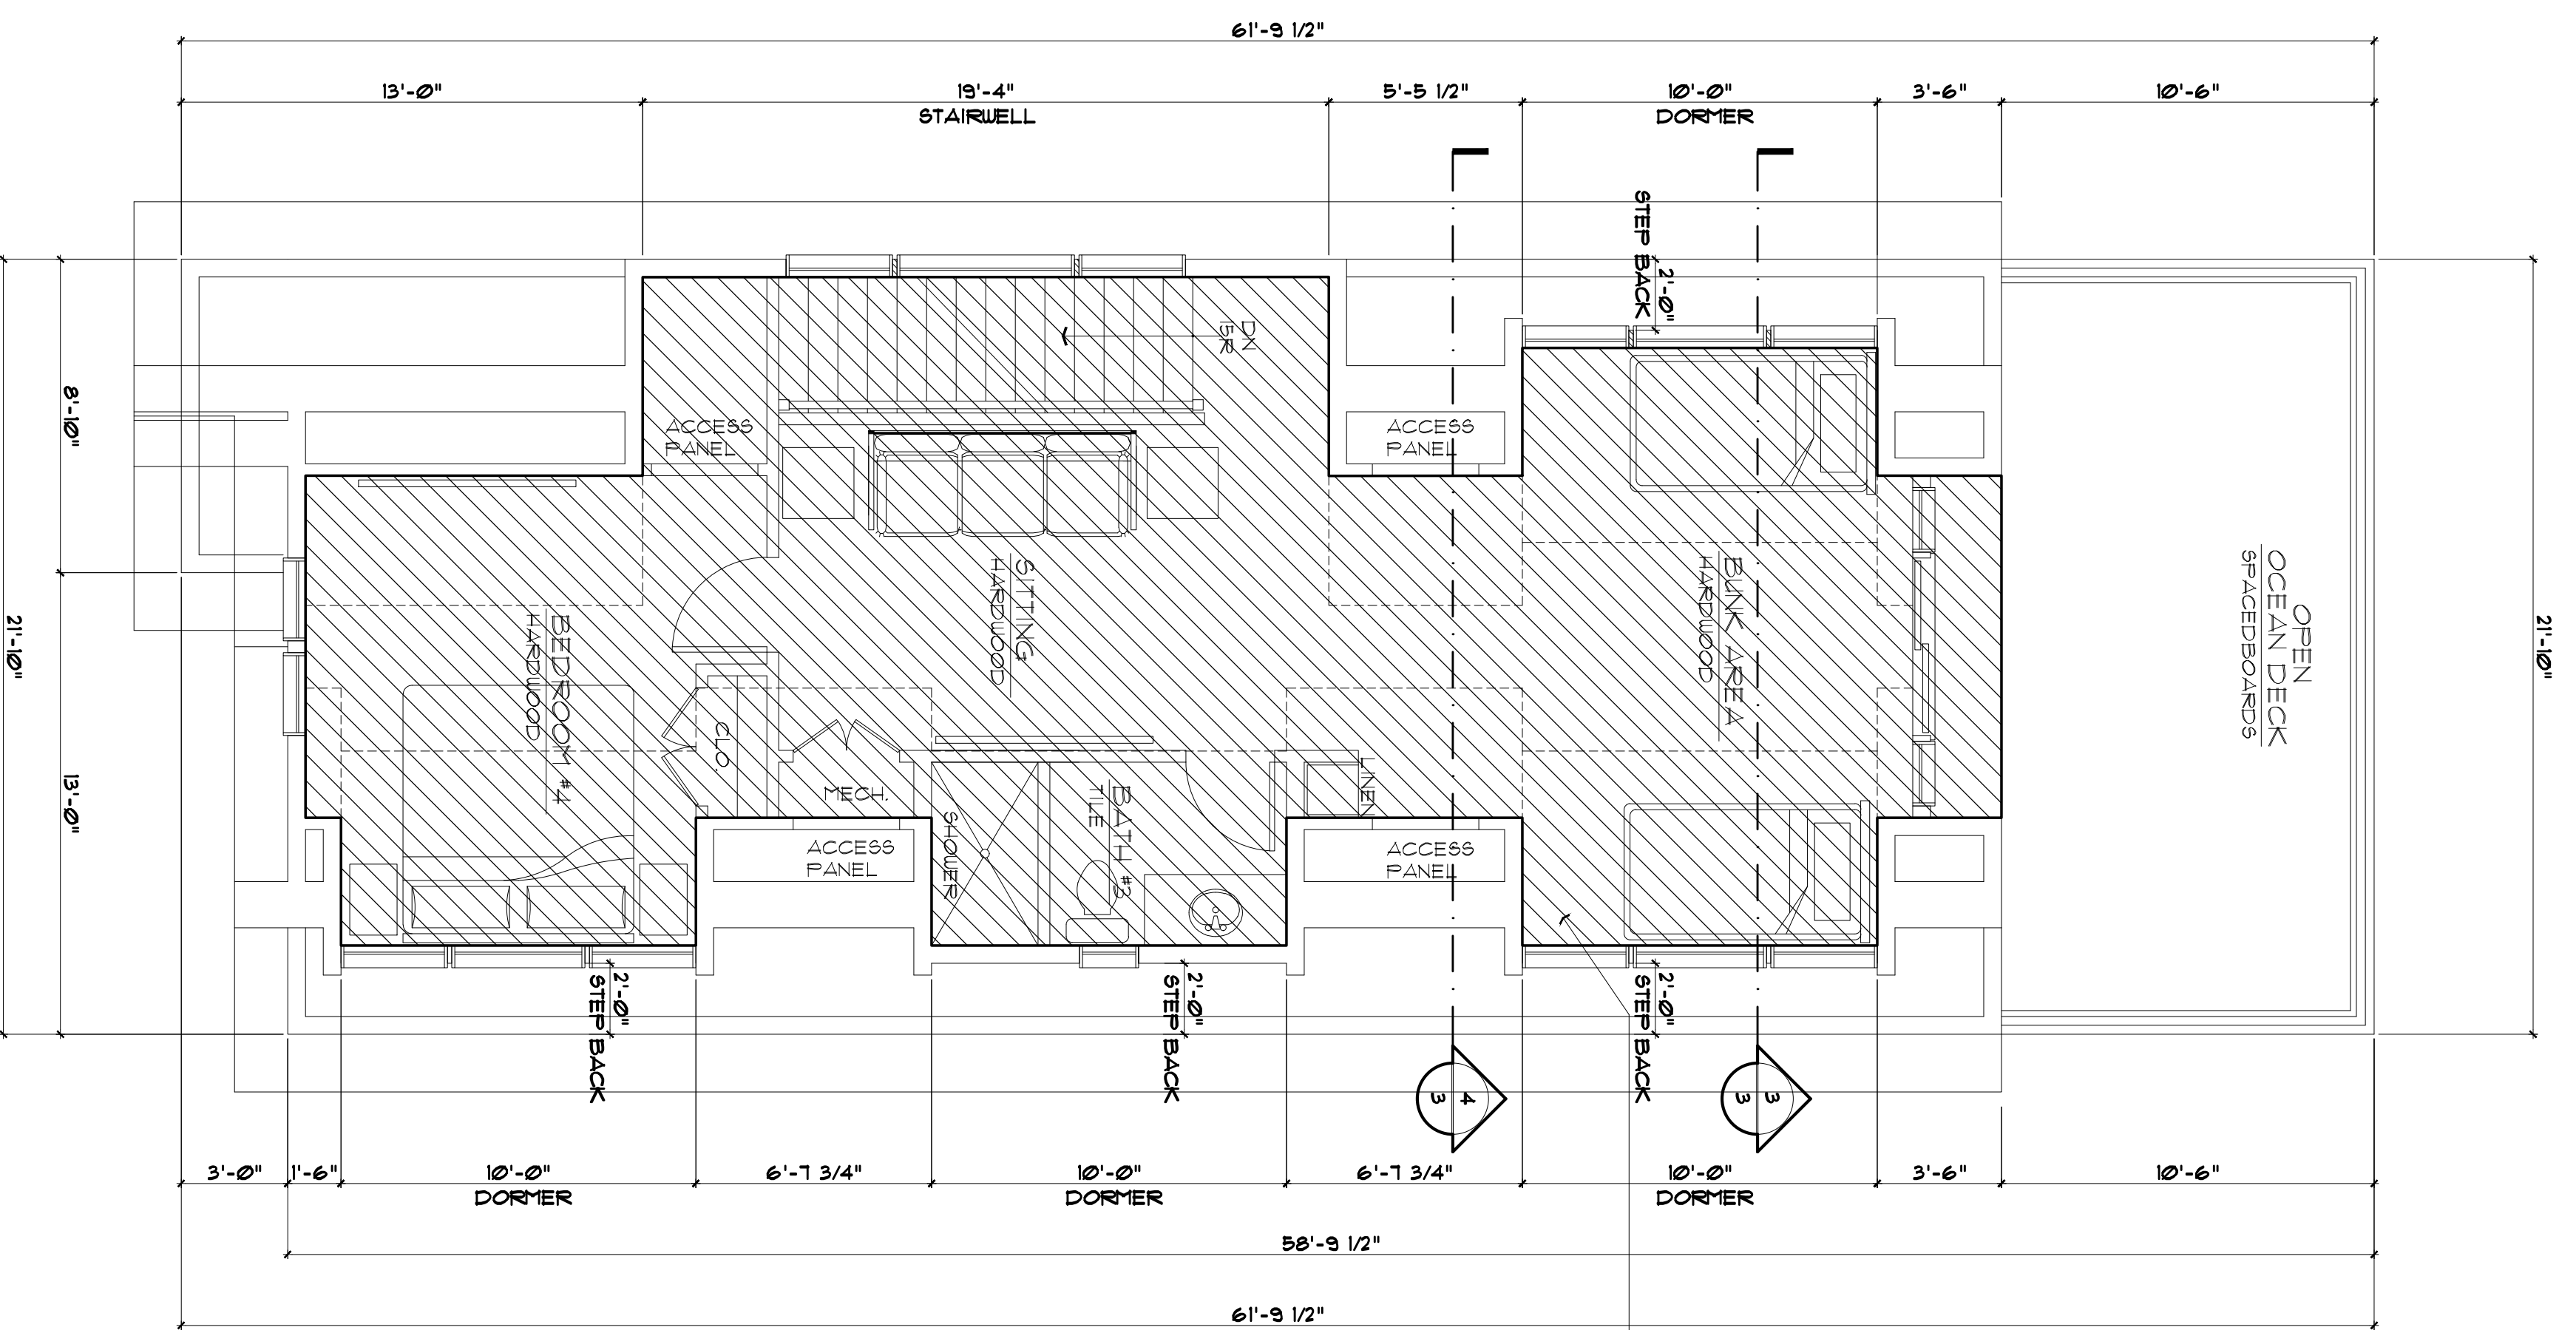 61'-9 1/2"
13'-0"
19'-4"
STAIRWELL
5'-5 1/2"
10'-0"
DORMER
3'-6"
10'-6"
STEP BACK
2'-0"
8'-10"
13'-0"
21'-10"
21'-10"
DN
15R
ACCESS
PANEL
ACCESS
PANEL
SITTING
HARDWOOD
BUNK AREA
HARDWOOD
OPEN
OCEAN DECK
SPACEDBOARDS
BEDROOM #4
HARDWOOD
CLO.
MECH.
LINEN
BATH #3
TILE
SHOWER
ACCESS
PANEL
ACCESS
PANEL
2'-0"
STEP BACK
2'-0"
STEP BACK
2'-0"
STEP BACK
4
3
3
3
3'-0"
1'-6"
10'-0"
DORMER
6'-7 3/4"
10'-0"
DORMER
6'-7 3/4"
10'-0"
DORMER
3'-6"
10'-6"
58'-9 1/2"
61'-9 1/2"